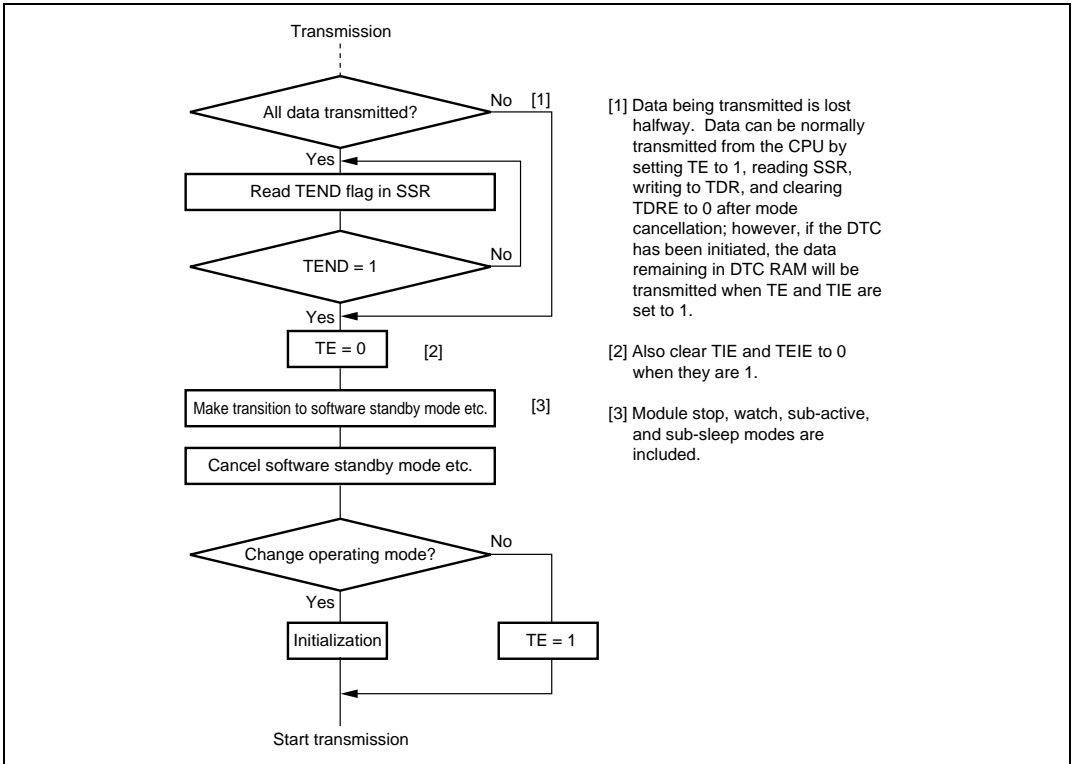 Transmission
All data transmitted?
No [1]
Yes
Read TEND flag in SSR
TEND = 1
No
Yes
TE = 0 [2]
Make transition to software standby mode etc. [3]
Cancel software standby mode etc.
Change operating mode?
No
Yes
Initialization
TE = 1
Start transmission
[1] Data being transmitted is lost
halfway. Data can be normally
transmitted from the CPU by
setting TE to 1, reading SSR,
writing to TDR, and clearing
TDRE to 0 after mode
cancellation; however, if the DTC
has been initiated, the data
remaining in DTC RAM will be
transmitted when TE and TIE are
set to 1.
[2] Also clear TIE and TEIE to 0
when they are 1.
[3] Module stop, watch, sub-active,
and sub-sleep modes are
included.